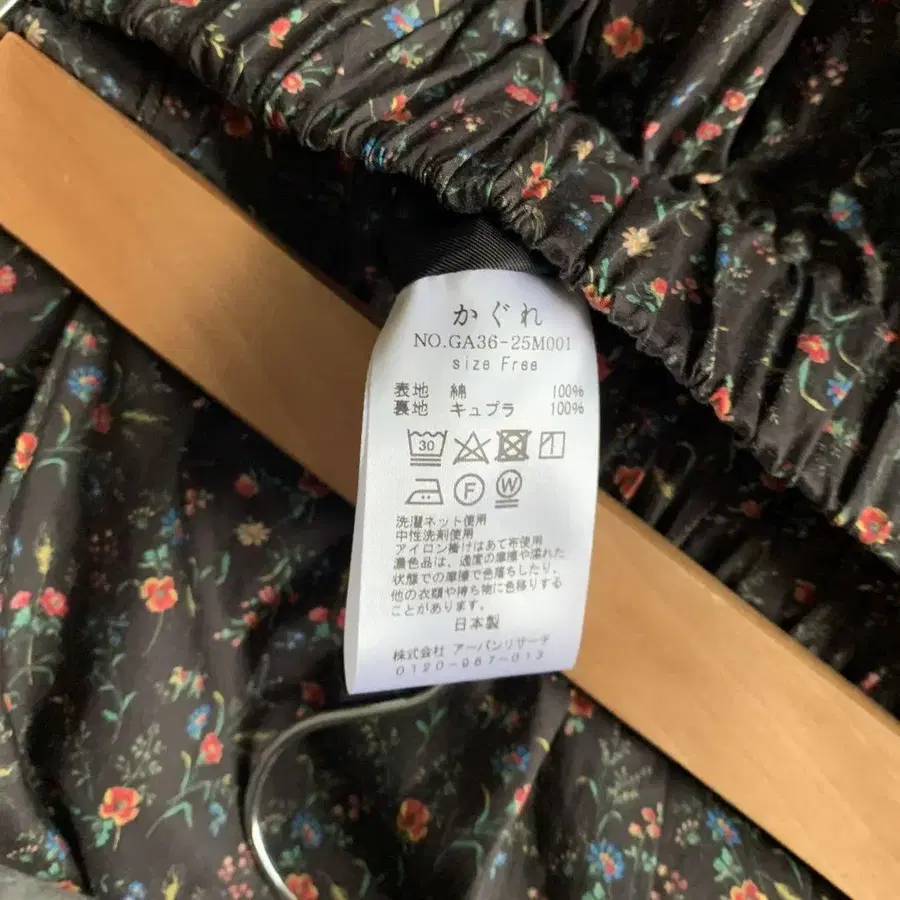 かぐれ
NO.GA36-25M001
size Free
表地 綿 100%
裏地 キュプラ 100%
30
F W
洗濯ネット使用
中性洗剤使用
アイロン掛けはあて布使用
濃色品は、過度の摩擦や濡れた
状態での摩擦で色落ちしたり、
他の衣類や持ち物に色移りする
ことがあります。
日本製
株式会社 アーバンリサーチ
0120-967-013